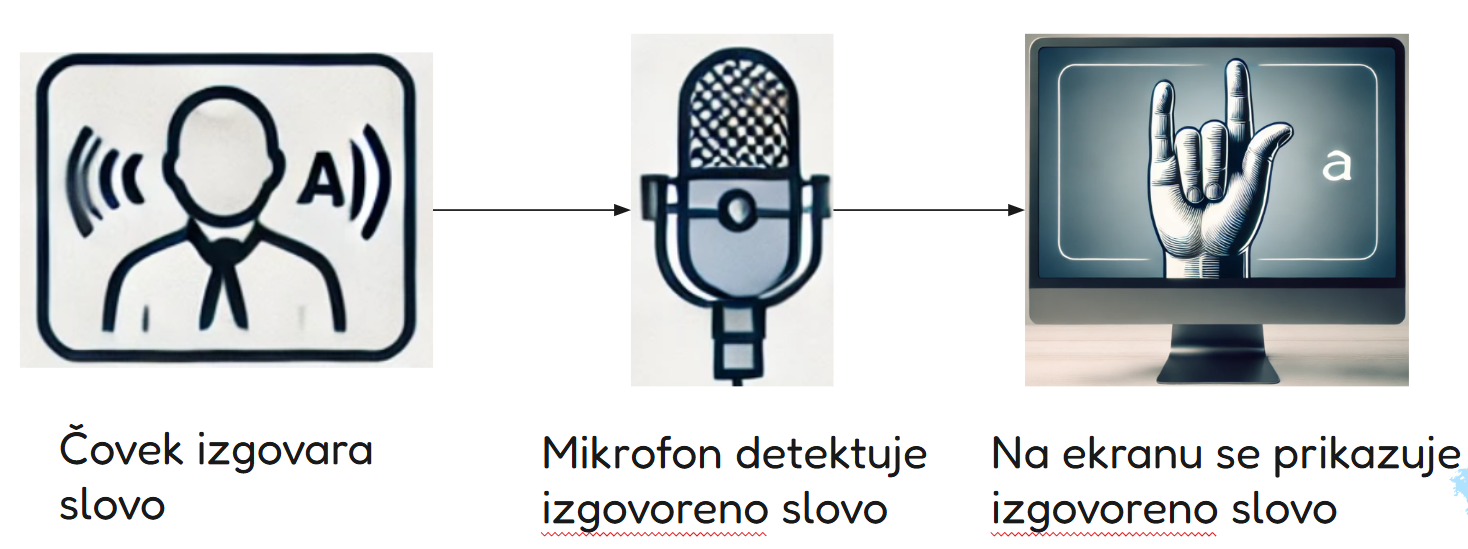 A
â
Čovek izgovara
slovo
Mikrofon detektuje
izgovoreno slovo
Na ekranu se prikazuje
izgovoreno slovo